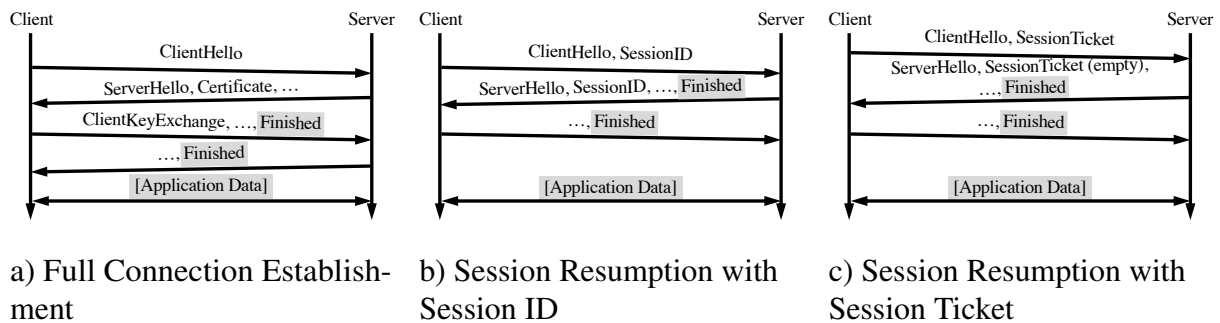 Client Server
ClientHello
ServerHello, Certificate, …
ClientKeyExchange, …, Finished
…, Finished
[Application Data]
a) Full Connection Establish-
ment
Client Server
ClientHello, SessionID
ServerHello, SessionID, …, Finished
…, Finished
[Application Data]
b) Session Resumption with
Session ID
Client Server
ClientHello, SessionTicket
ServerHello, SessionTicket (empty),
…, Finished
…, Finished
[Application Data]
c) Session Resumption with
Session Ticket